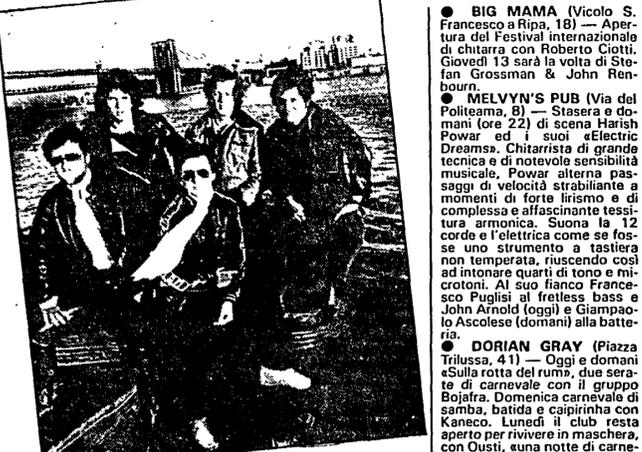 ● BIG MAMA (Vicolo S.
Francesco a Ripa, 18) — Aper-
tura del Festival internazionale
di chitarra con Roberto Ciotti.
Giovedì 13 sarà la volta di Ste-
fan Grossman & John Ren-
bourn.
● MELVYN'S PUB (Via del
Politeama, 8) — Stasera e do-
mani (ore 22) di scena Harish
Powar ed i suoi «Electric
Dreams». Chitarrista di grande
tecnica e di notevole sensibilità
musicale, Powar alterna pas-
saggi di velocità strabiliante a
momenti di forte lirismo e di
complessa e affascinante tessi-
tura armonica. Suona la 12
corde e l'elettrica come se fos-
se uno strumento a tastiera
non temperata, riuscendo così
ad intonare quarti di tono e mi-
crotoni. Al suo fianco France-
sco Puglisi al fretless bass e
John Arnold (oggi) e Giampao-
lo Ascolese (domani) alla batte-
ria.
● DORIAN GRAY (Piazza
Trilussa, 41) — Oggi e domani
«Sulla rotta del rum», due sera-
te di carnevale con il gruppo
Bojafra. Domenica carnevale di
samba, batida e caipirinha con
Kaneco. Lunedì il club resta
aperto per rivivere in maschera,
con Ousti, «una notte di carne-